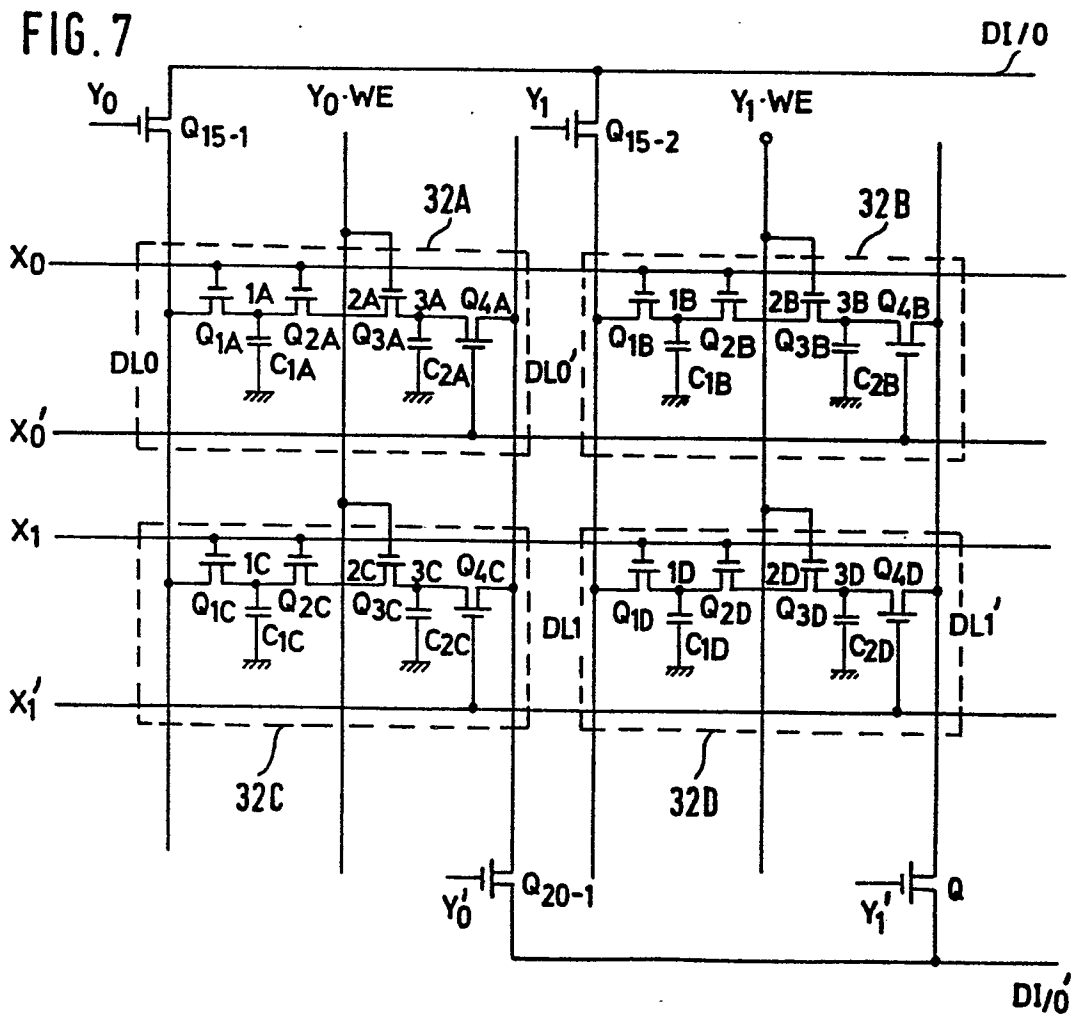 FIG. 7
DI/O
Y0
Y0·WE
Y1
Y1·WE
Q15-1
Q15-2
32A
32B
X0
1A
2A
3A
Q4A
1B
2B
3B
Q4B
Q1A
Q2A
Q3A
Q1B
Q2B
Q3B
DL0
C1A
C2A
DL0'
C1B
C2B
X0'
X1
1C
2C
3C
Q4C
1D
2D
3D
Q4D
Q1C
Q2C
Q3C
Q1D
Q2D
Q3D
C1C
C2C
DL1
C1D
C2D
DL1'
X1'
32C
32D
Y0'
Q20-1
Y1'
Q
DI/O'